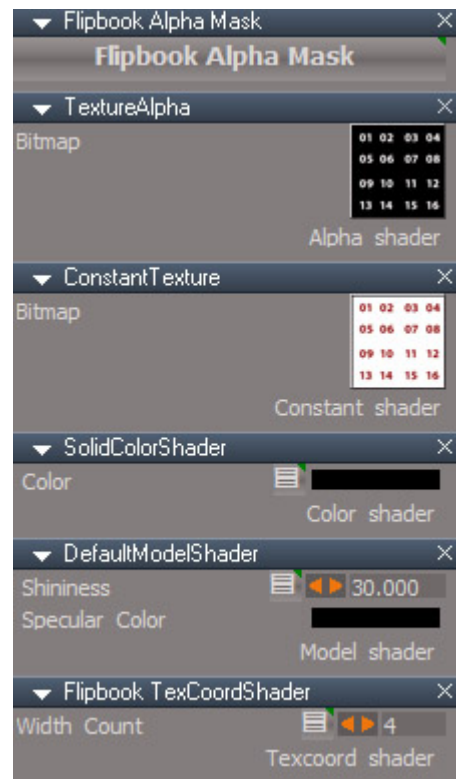 Flipbook Alpha Mask
Flipbook Alpha Mask
TextureAlpha
Bitmap
01 02 03 04
05 06 07 08
09 10 11 12
13 14 15 16
Alpha shader
ConstantTexture
Bitmap
01 02 03 04
05 06 07 08
09 10 11 12
13 14 15 16
Constant shader
SolidColorShader
Color
Color shader
DefaultModelShader
Shininess 30.000
Specular Color
Model shader
Flipbook TexCoordShader
Width Count 4
Texcoord shader